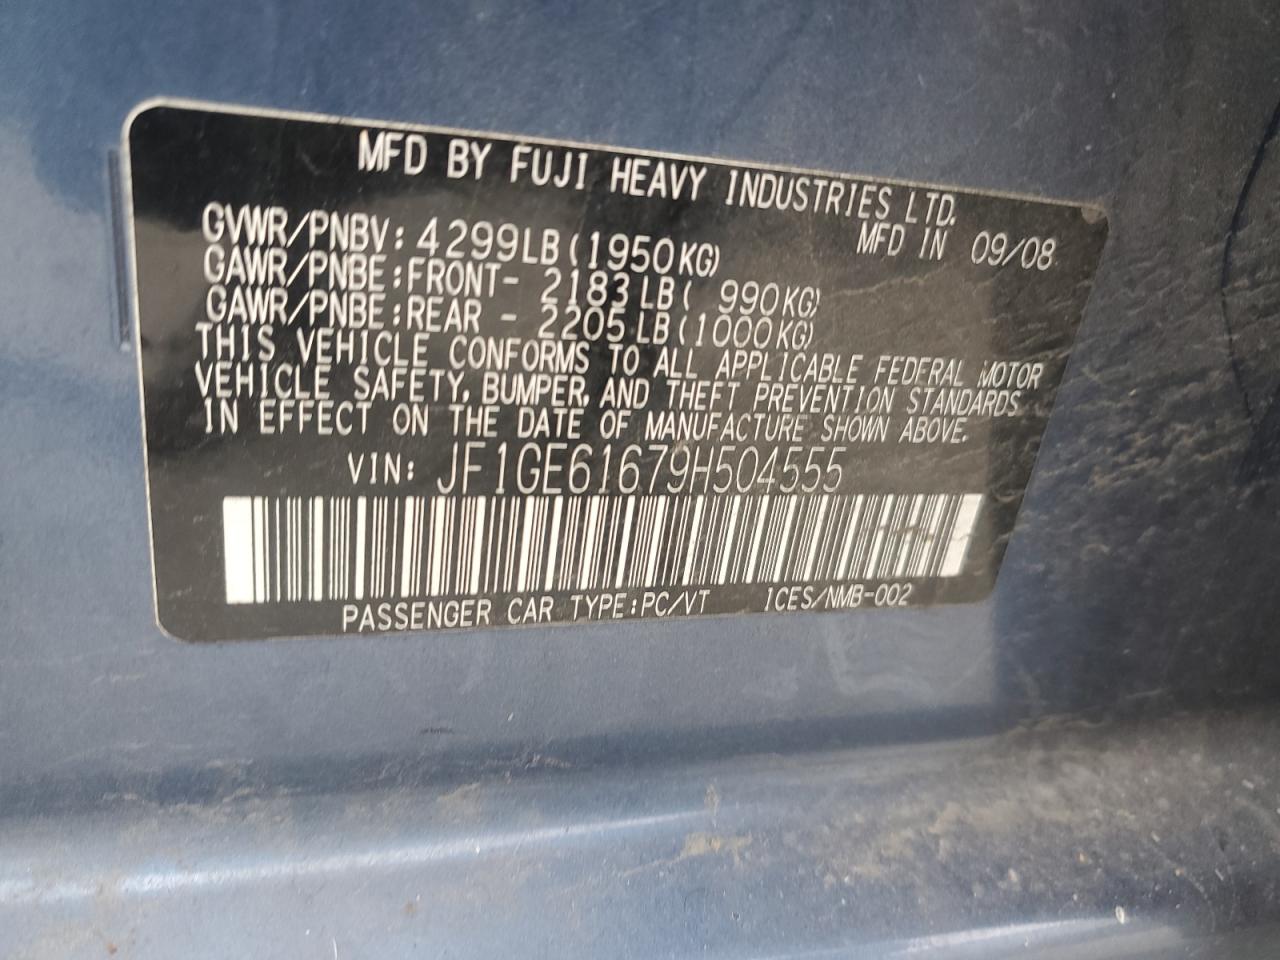 MFD BY FUJI HEAVY INDUSTRIES LTD.
MFD IN 09/08
GVWR/PNBV: 4299LB (1950KG)
GAWR/PNBE:FRONT- 2183LB( 990KG)
GAWR/PNBE:REAR - 2205LB(1000KG)
THIS VEHICLE CONFORMS TO ALL APPLICABLE FEDERAL MOTOR
VEHICLE SAFETY, BUMPER, AND THEFT PREVENTION STANDARDS
IN EFFECT ON THE DATE OF MANUFACTURE SHOWN ABOVE.
VIN: JF1GE61679H504555
PASSENGER CAR TYPE:PC/VT ICES/NMB-002